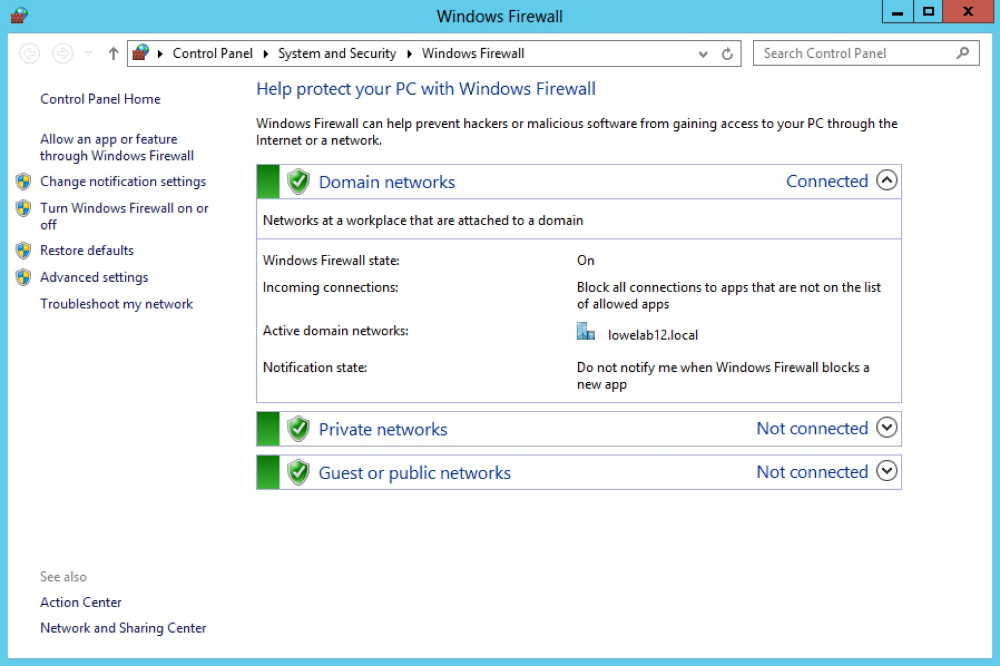 Windows Firewall
Control Panel
System and Security
Windows Firewall
Search Control Panel
Control Panel Home
Allow an app or feature
through Windows Firewall
Change notification settings
Turn Windows Firewall on or
off
Restore defaults
Advanced settings
Troubleshoot my network
See also
Action Center
Network and Sharing Center
Help protect your PC with Windows Firewall
Windows Firewall can help prevent hackers or malicious software from gaining access to your PC through the
Internet or a network.
Domain networks Connected
Networks at a workplace that are attached to a domain
Windows Firewall state: On
Incoming connections: Block all connections to apps that are not on the list
of allowed apps
Active domain networks: lowelab12.local
Notification state: Do not notify me when Windows Firewall blocks a
new app
Private networks Not connected
Guest or public networks Not connected